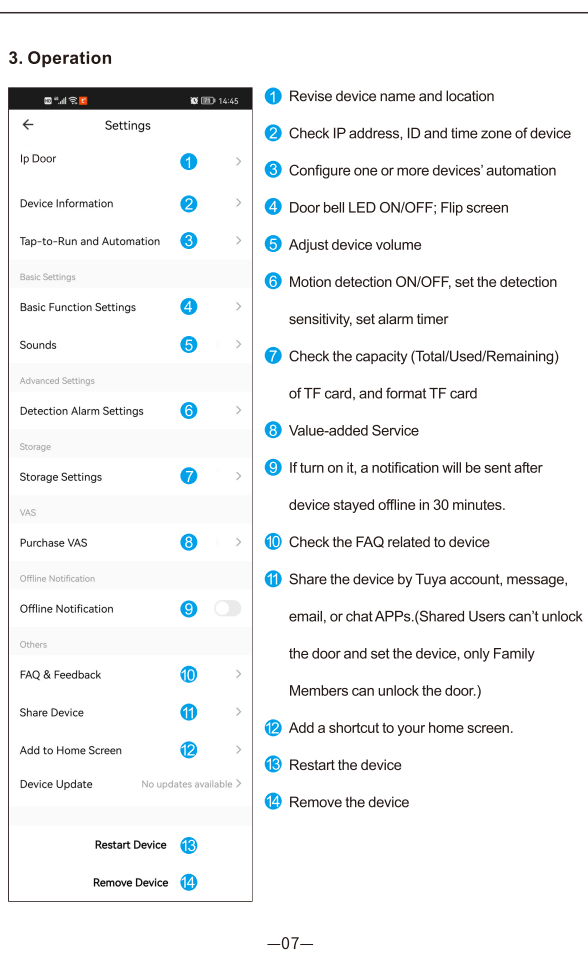 3. Operation
14:45
Settings
Ip Door 1
Device Information 2
Tap-to-Run and Automation 3
Basic Settings
Basic Function Settings 4
Sounds 5
Advanced Settings
Detection Alarm Settings 6
Storage
Storage Settings 7
VAS
Purchase VAS 8
Offline Notification
Offline Notification 9
Others
FAQ & Feedback 10
Share Device 11
Add to Home Screen 12
Device Update No updates available
Restart Device 13
Remove Device 14
1 Revise device name and location
2 Check IP address, ID and time zone of device
3 Configure one or more devices' automation
4 Door bell LED ON/OFF; Flip screen
5 Adjust device volume
6 Motion detection ON/OFF, set the detection
sensitivity, set alarm timer
7 Check the capacity (Total/Used/Remaining)
of TF card, and format TF card
8 Value-added Service
9 If turn on it, a notification will be sent after
device stayed offline in 30 minutes.
10 Check the FAQ related to device
11 Share the device by Tuya account, message,
email, or chat APPs.(Shared Users can't unlock
the door and set the device, only Family
Members can unlock the door.)
12 Add a shortcut to your home screen.
13 Restart the device
14 Remove the device
—07—